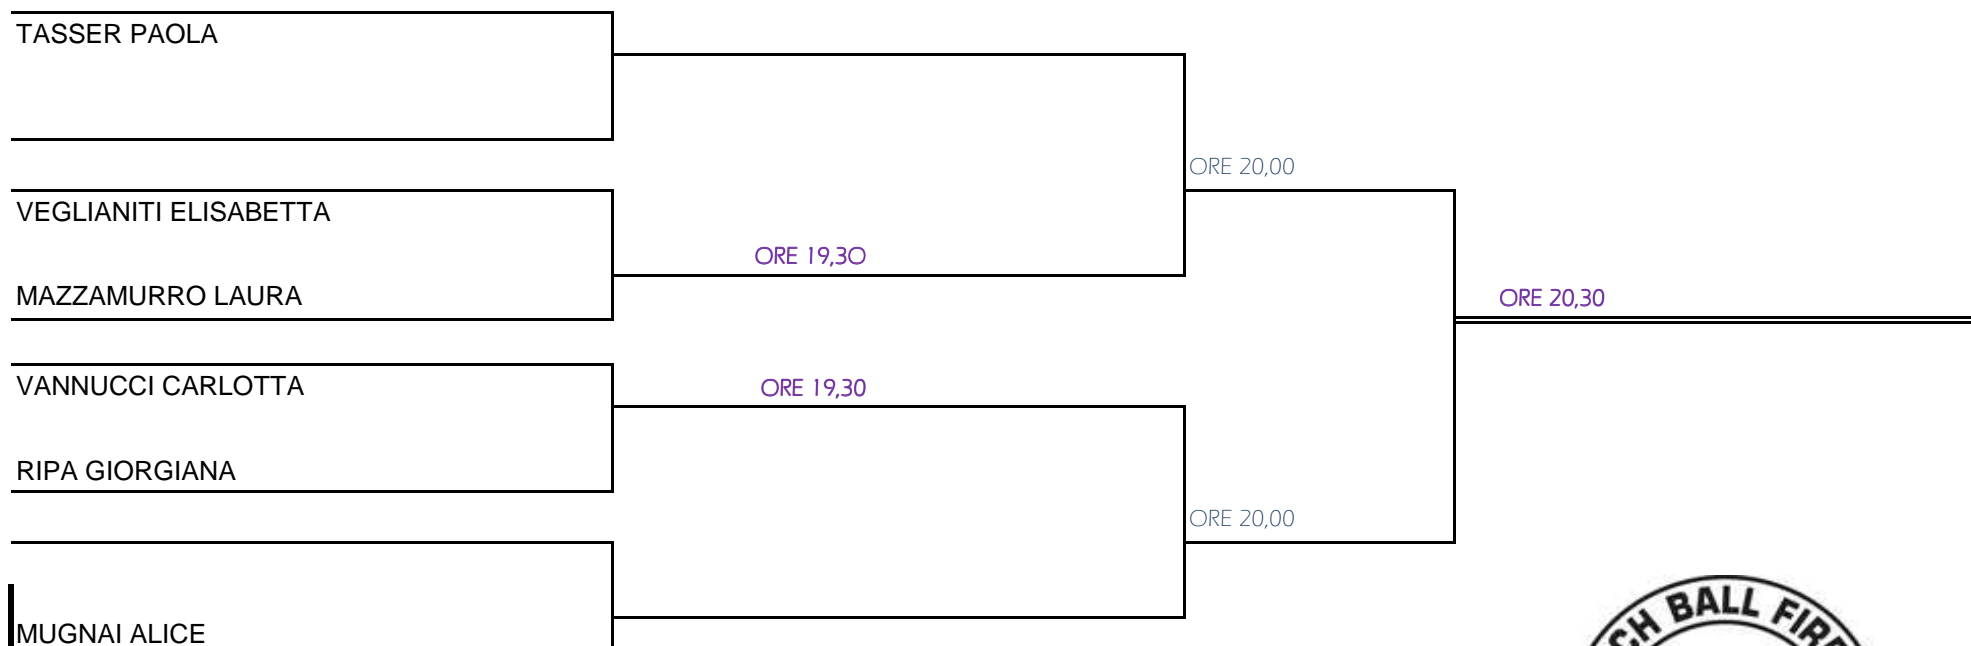 TASSER PAOLA
ORE 20,00
VEGLIANITI ELISABETTA
ORE 19,3O
MAZZAMURRO LAURA
ORE 20,30
VANNUCCI CARLOTTA
ORE 19,30
RIPA GIORGIANA
ORE 20,00
MUGNAI ALICE
BALL